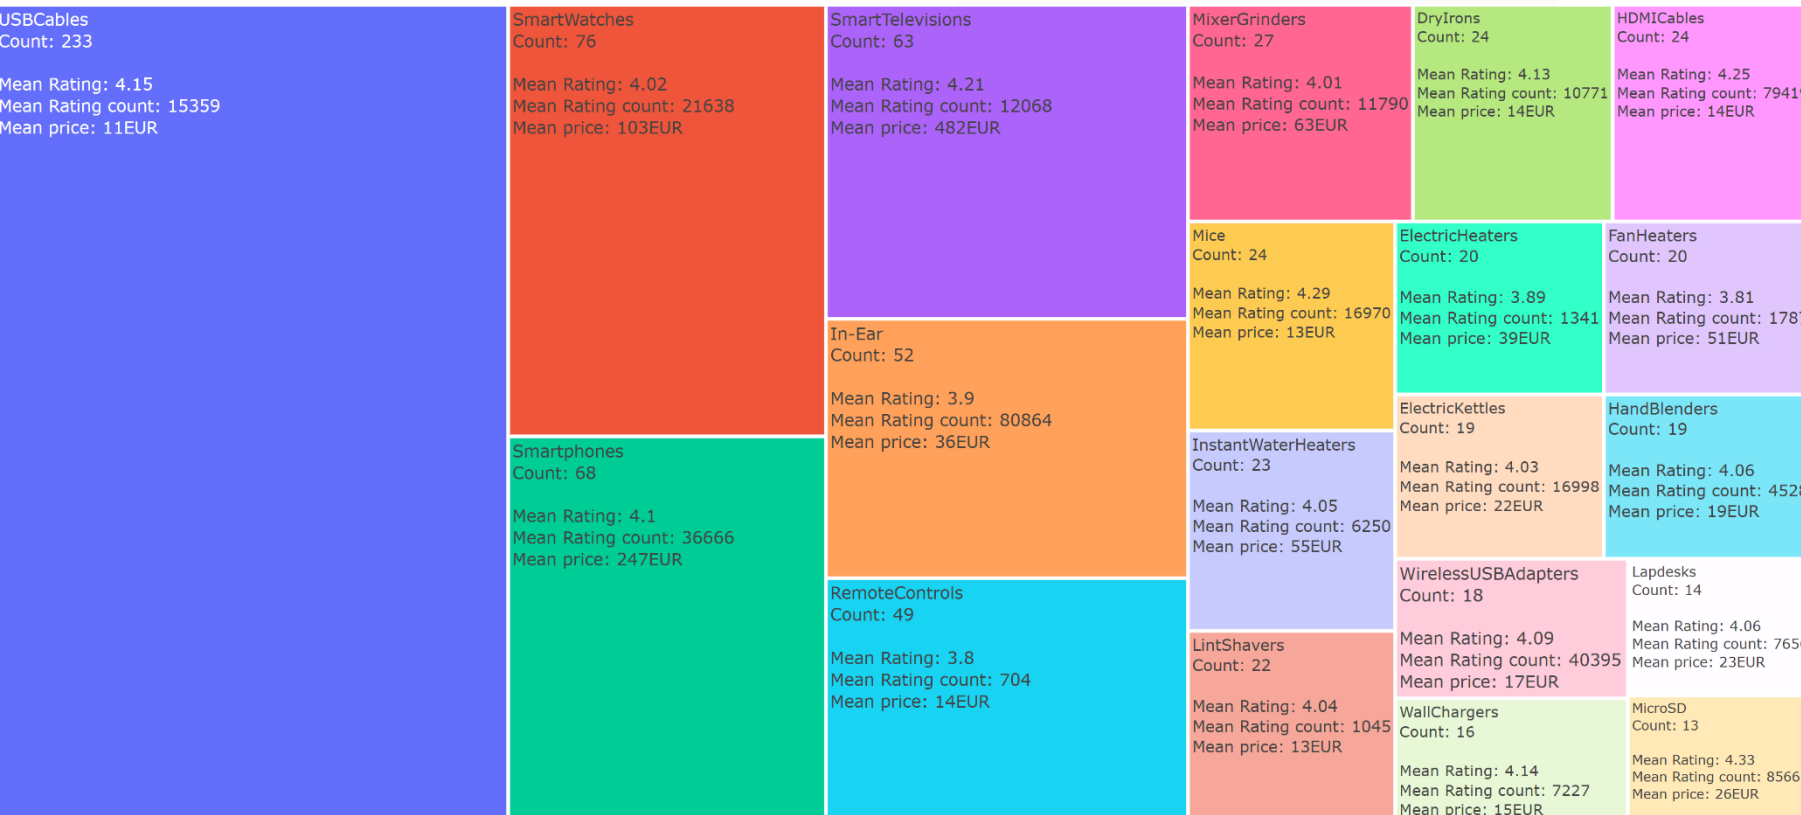 USBCables
Count: 233
Mean Rating: 4.15
Mean Rating count: 15359
Mean price: 11EUR
SmartWatches
Count: 76
Mean Rating: 4.02
Mean Rating count: 21638
Mean price: 103EUR
Smartphones
Count: 68
Mean Rating: 4.1
Mean Rating count: 36666
Mean price: 247EUR
SmartTelevisions
Count: 63
Mean Rating: 4.21
Mean Rating count: 12068
Mean price: 482EUR
In-Ear
Count: 52
Mean Rating: 3.9
Mean Rating count: 80864
Mean price: 36EUR
RemoteControls
Count: 49
Mean Rating: 3.8
Mean Rating count: 704
Mean price: 14EUR
MixerGrinders
Count: 27
Mean Rating: 4.01
Mean Rating count: 11790
Mean price: 63EUR
DryIrons
Count: 24
Mean Rating: 4.13
Mean Rating count: 10771
Mean price: 14EUR
HDMICables
Count: 24
Mean Rating: 4.25
Mean Rating count:
Mean price: 14EUR
Mice
Count: 24
Mean Rating: 4.29
Mean Rating count: 16970
Mean price: 13EUR
InstantWaterHeaters
Count: 23
Mean Rating: 4.05
Mean Rating count: 6250
Mean price: 55EUR
LintShavers
Count: 22
Mean Rating: 4.04
Mean Rating count: 1045
Mean price: 13EUR
ElectricHeaters
Count: 20
Mean Rating: 3.89
Mean Rating count: 1341
Mean price: 39EUR
FanHeaters
Count: 20
Mean Rating: 3.81
Mean Rating count:
Mean price: 51EUR
ElectricKettles
Count: 19
Mean Rating: 4.03
Mean Rating count: 16998
Mean price: 22EUR
HandBlenders
Count: 19
Mean Rating: 4.06
Mean Rating count:
Mean price: 19EUR
WirelessUSBAdapters
Count: 18
Mean Rating: 4.09
Mean Rating count: 40395
Mean price: 17EUR
Lapdesks
Count: 14
Mean Rating: 4.06
Mean Rating count:
Mean price: 23EUR
WallChargers
Count: 16
Mean Rating: 4.14
Mean Rating count: 7227
Mean price: 15EUR
MicroSD
Count: 13
Mean Rating: 4.33
Mean Rating count:
Mean price: 26EUR